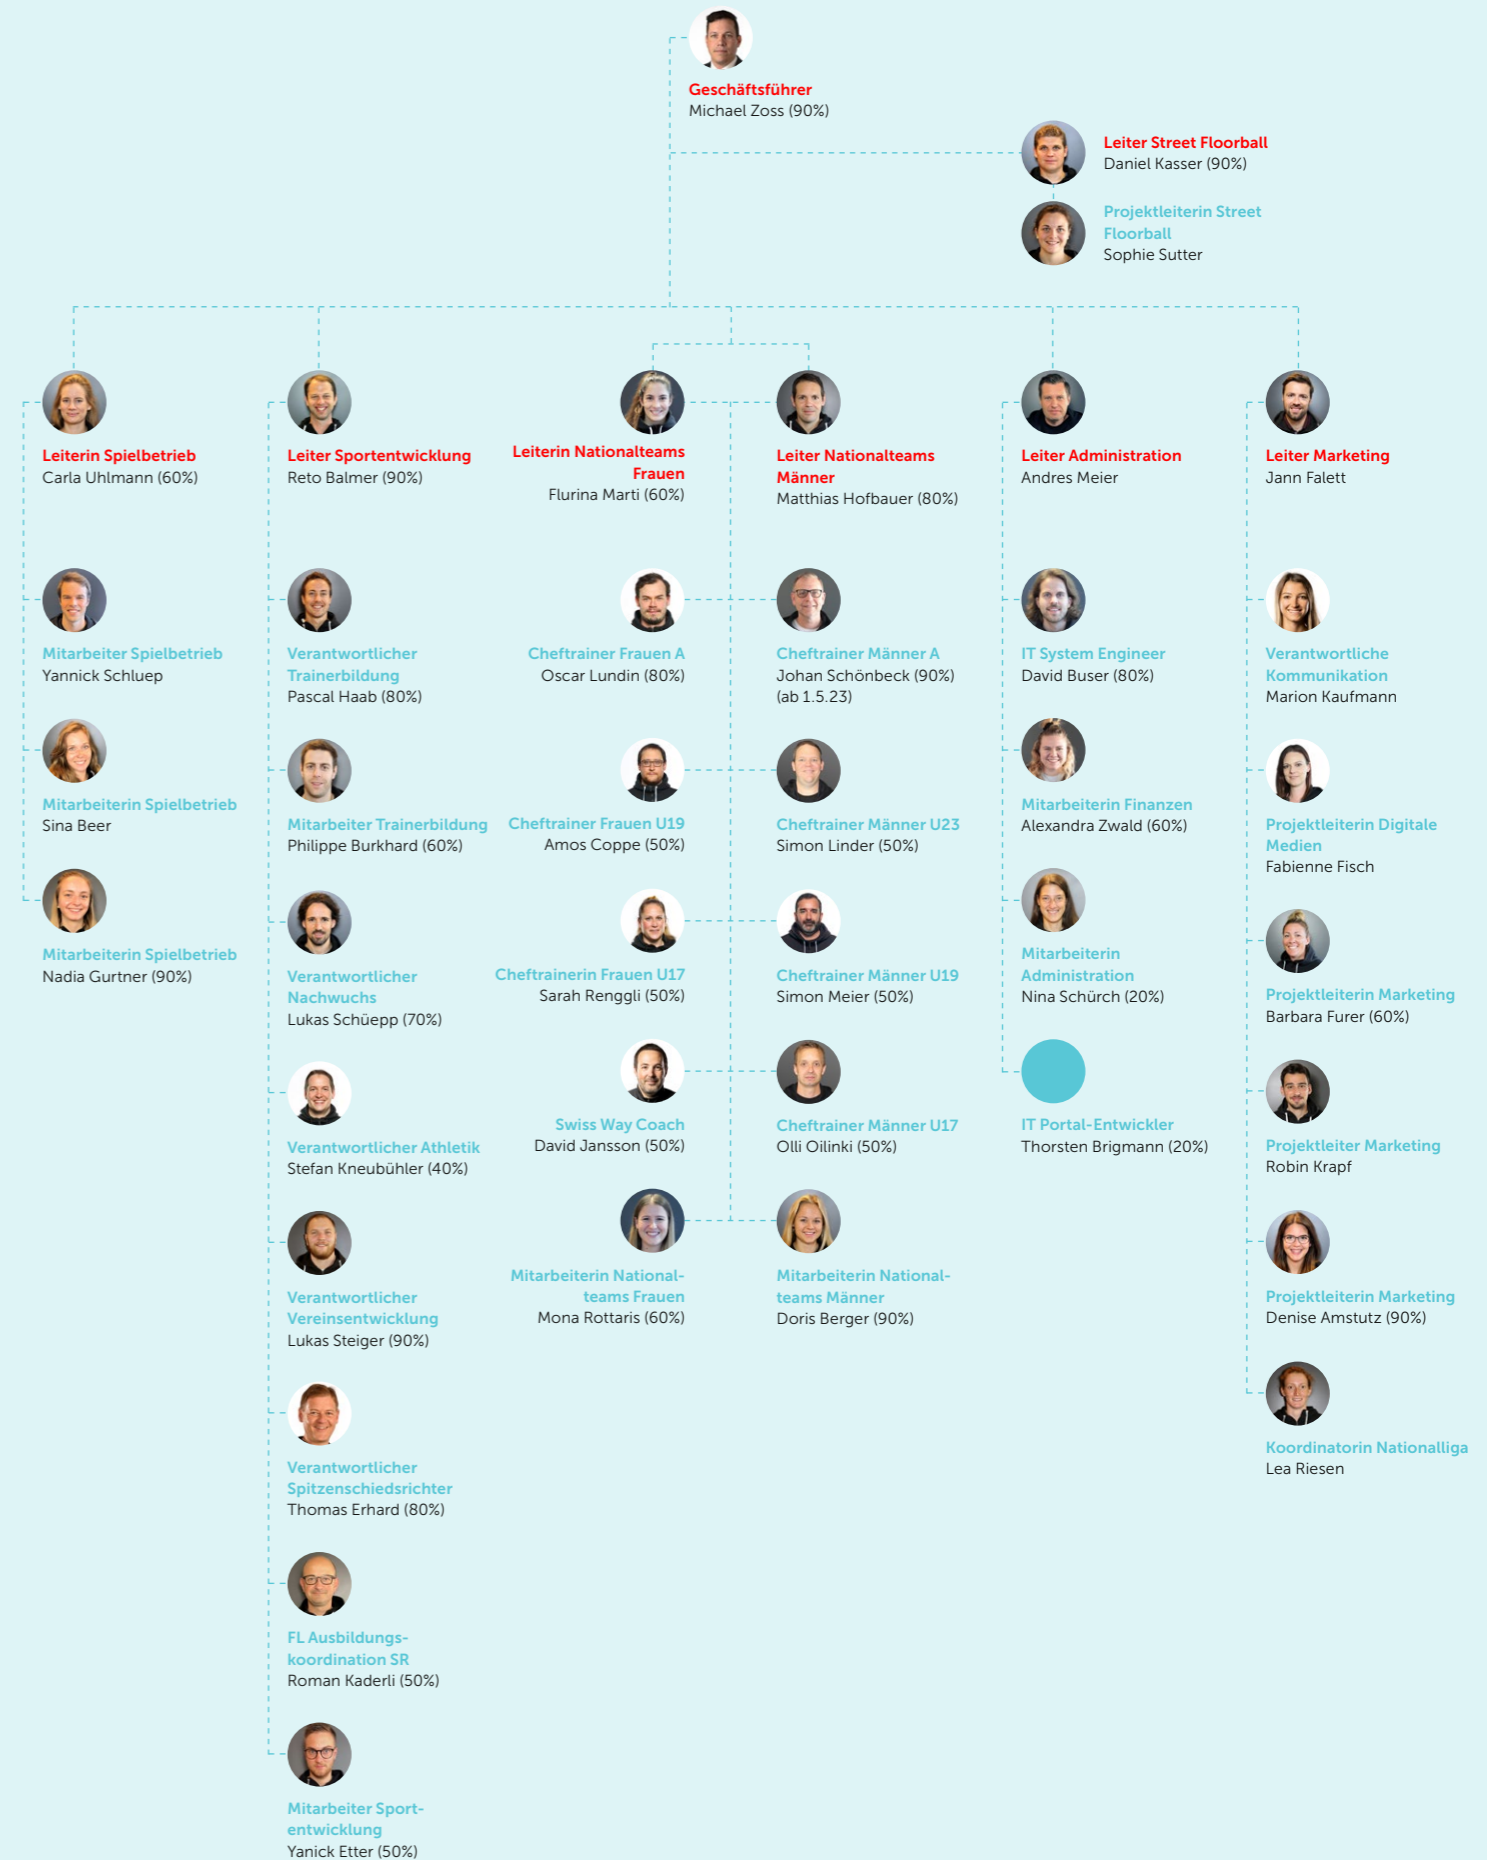 Geschäftsführer
Michael Zoss (90%)
Leiter Street Floorball
Daniel Kasser (90%)
Projektleiterin Street
Floorball
Sophie Sutter
Leiterin Spielbetrieb
Carla Uhlmann (60%)
Mitarbeiter Spielbetrieb
Yannick Schluep
Mitarbeiterin Spielbetrieb
Sina Beer
Mitarbeiterin Spielbetrieb
Nadia Gurtner (90%)
Leiter Sportentwicklung
Reto Balmer (90%)
Verantwortlicher
Trainerbildung
Pascal Haab (80%)
Mitarbeiter Trainerbildung
Philippe Burkhard (60%)
Verantwortlicher
Nachwuchs
Lukas Schüepp (70%)
Verantwortlicher Athletik
Stefan Kneubühler (40%)
Verantwortlicher
Vereinsentwicklung
Lukas Steiger (90%)
Verantwortlicher
Spitzenschiedsrichter
Thomas Erhard (80%)
FL Ausbildungs-
koordination SR
Roman Kaderli (50%)
Mitarbeiter Sport-
entwicklung
Yanick Etter (50%)
Leiterin Nationalteams
Frauen
Flurina Marti (60%)
Cheftrainer Frauen A
Oscar Lundin (80%)
Cheftrainer Frauen U19
Amos Coppe (50%)
Cheftrainerin Frauen U17
Sarah Renggli (50%)
Swiss Way Coach
David Jansson (50%)
Mitarbeiterin National-
teams Frauen
Mona Rottaris (60%)
Leiter Nationalteams
Männer
Matthias Hofbauer (80%)
Cheftrainer Männer A
Johan Schönbeck (90%)
(ab 1.5.23)
Cheftrainer Männer U23
Simon Linder (50%)
Cheftrainer Männer U19
Simon Meier (50%)
Cheftrainer Männer U17
Olli Oilinki (50%)
Mitarbeiterin National-
teams Männer
Doris Berger (90%)
Leiter Administration
Andres Meier
IT System Engineer
David Buser (80%)
Mitarbeiterin Finanzen
Alexandra Zwald (60%)
Mitarbeiterin
Administration
Nina Schürch (20%)
IT Portal-Entwickler
Thorsten Brigmann (20%)
Leiter Marketing
Jann Falett
Verantwortliche
Kommunikation
Marion Kaufmann
Projektleiterin Digitale
Medien
Fabienne Fisch
Projektleiterin Marketing
Barbara Furer (60%)
Projektleiter Marketing
Robin Krapf
Projektleiterin Marketing
Denise Amstutz (90%)
Koordinatorin Nationalliga
Lea Riesen